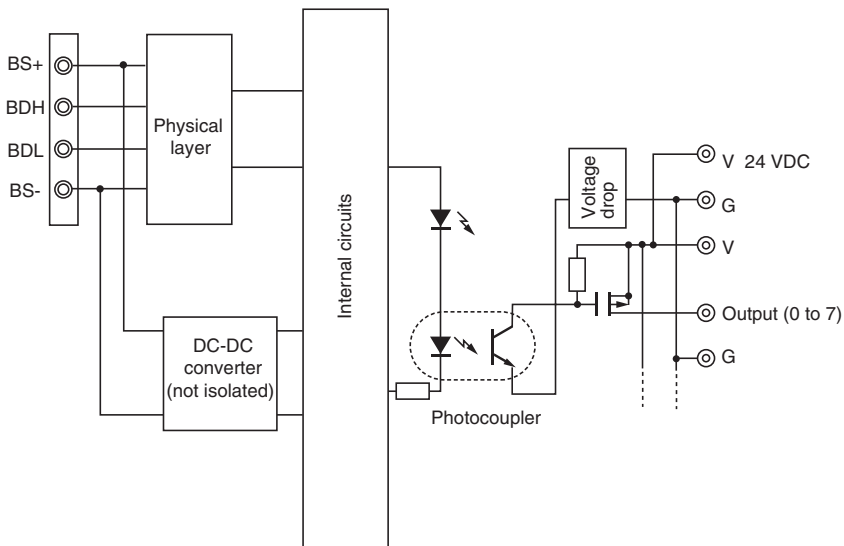 BS+
BDH
BDL
BS-
Physical
layer
DC-DC
converter
(not isolated)
Internal circuits
Photocoupler
Voltage
drop
V 24 VDC
G
V
Output (0 to 7)
G